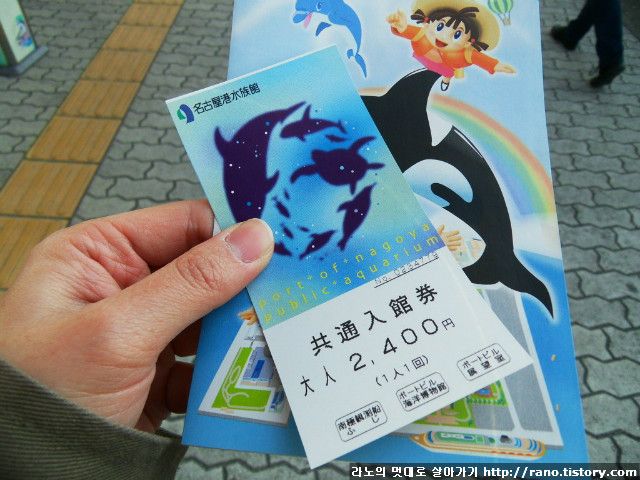 名古屋港水族館
port+of+nagoya
public+aquarium
共通入館券
大人 2,400円
(1人1回)
南極観測船
ふじ
ポートビル
海洋博物館
ポートビル
展望室
라노의 멋대로 살아가기 http://rano.tistory.com